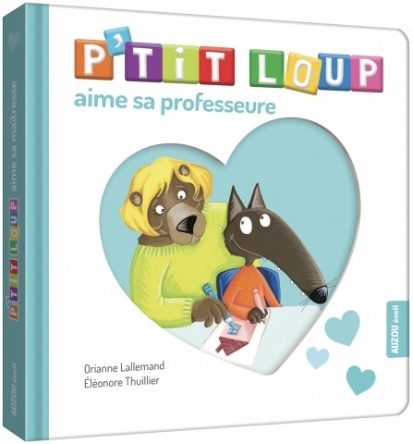 P'TIT LOUP
aime sa professeure
Orianne Lallemand
Éléonore Thuillier
AUZOU éveil
P'TIT LOUP aime sa maîtresse
AUZOU éveil